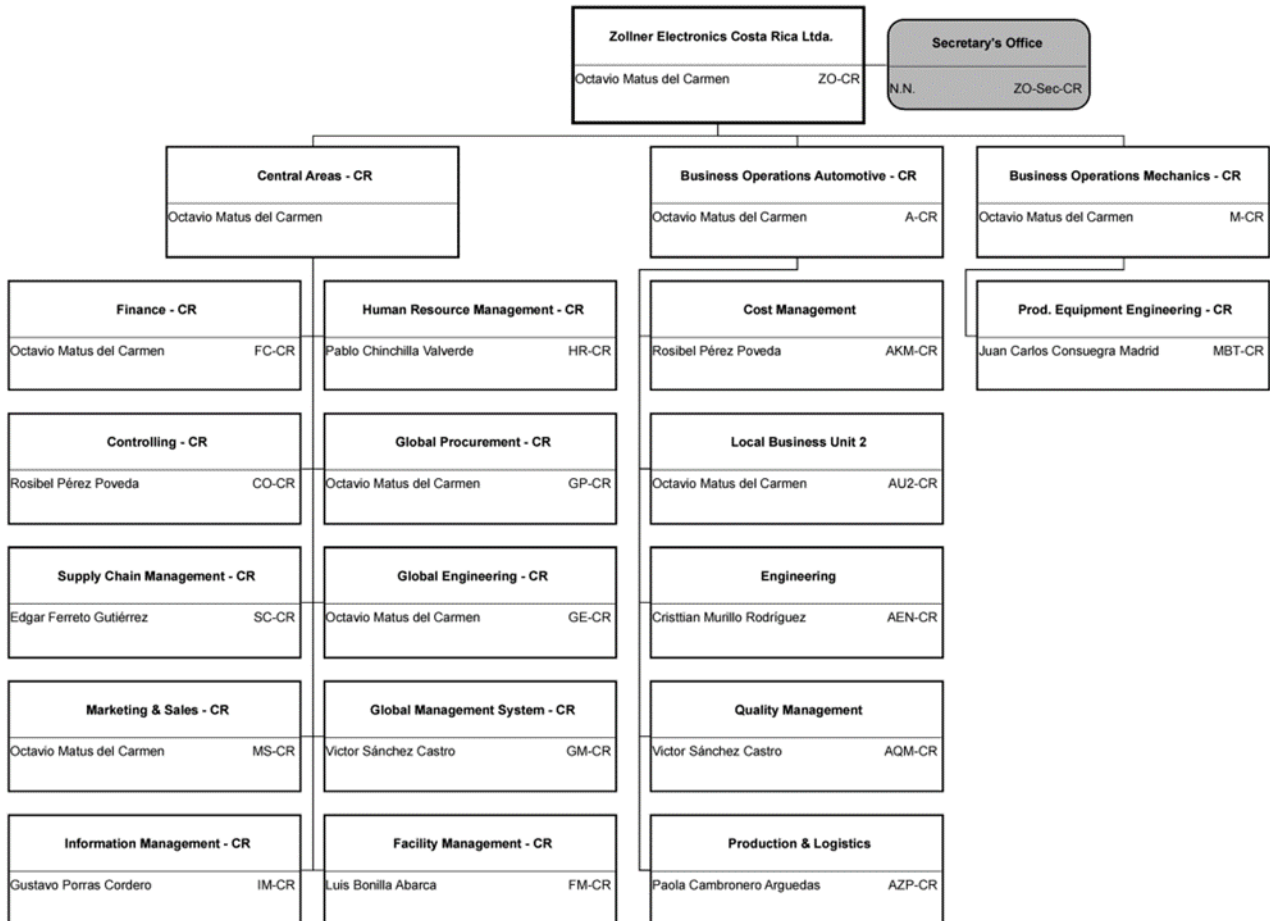 Zollner Electronics Costa Rica Ltda.
Octavio Matus del Carmen ZO-CR
Secretary's Office
N.N. ZO-Sec-CR
Central Areas - CR
Octavio Matus del Carmen
Business Operations Automotive - CR
Octavio Matus del Carmen A-CR
Business Operations Mechanics - CR
Octavio Matus del Carmen M-CR
Finance - CR
Octavio Matus del Carmen FC-CR
Human Resource Management - CR
Pablo Chinchilla Valverde HR-CR
Cost Management
Rosibel Pérez Poveda AKM-CR
Prod. Equipment Engineering - CR
Juan Carlos Consuegra Madrid MBT-CR
Controlling - CR
Rosibel Pérez Poveda CO-CR
Global Procurement - CR
Octavio Matus del Carmen GP-CR
Local Business Unit 2
Octavio Matus del Carmen AU2-CR
Supply Chain Management - CR
Edgar Ferreto Gutiérrez SC-CR
Global Engineering - CR
Octavio Matus del Carmen GE-CR
Engineering
Cristtian Murillo Rodríguez AEN-CR
Marketing & Sales - CR
Octavio Matus del Carmen MS-CR
Global Management System - CR
Victor Sánchez Castro GM-CR
Quality Management
Victor Sánchez Castro AQM-CR
Information Management - CR
Gustavo Porras Cordero IM-CR
Facility Management - CR
Luis Bonilla Abarca FM-CR
Production & Logistics
Paola Cambronero Arguedas AZP-CR